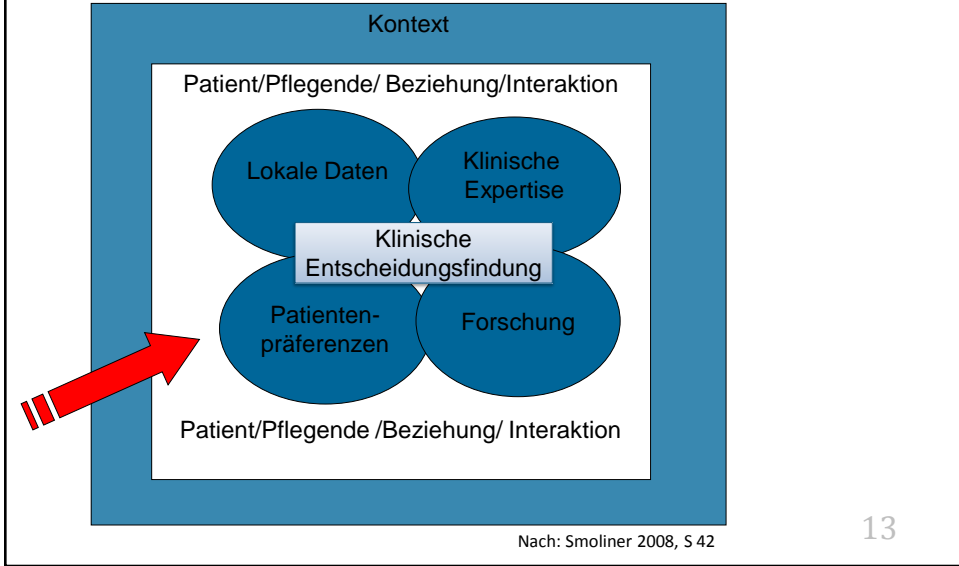 Kontext
Patient/Pflegende/ Beziehung/Interaktion
Lokale Daten
Klinische
Expertise
Klinische
Entscheidungsfindung
Patienten-
präferenzen
Forschung
Patient/Pflegende /Beziehung/ Interaktion
Nach: Smoliner 2008, S 42
13